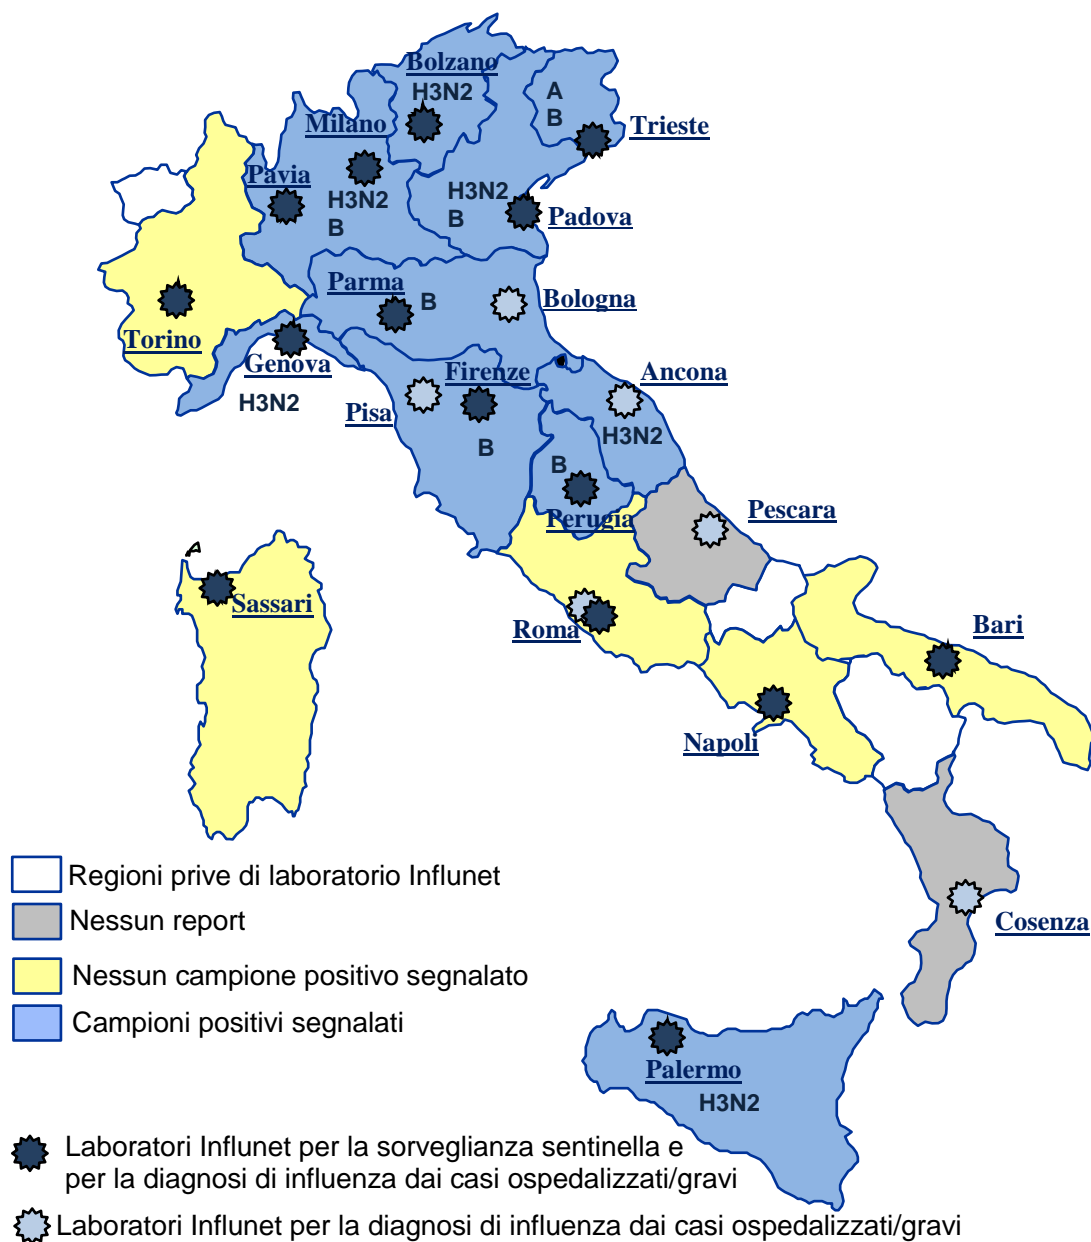 Bolzano
H3N2
A
B
Milano
Trieste
Pavia
H3N2
B
H3N2
B
Padova
Parma
B
Bologna
Torino
Genova
H3N2
Firenze
Ancona
Pisa
B
H3N2
B
Perugia
Pescara
A
Sassari
Roma
Bari
Napoli
Regioni prive di laboratorio Influnet
Nessun report
Cosenza
Nessun campione positivo segnalato
Campioni positivi segnalati
Palermo
H3N2
Laboratori Influnet per la sorveglianza sentinella e
per la diagnosi di influenza dai casi ospedalizzati/gravi
Laboratori Influnet per la diagnosi di influenza dai casi ospedalizzati/gravi